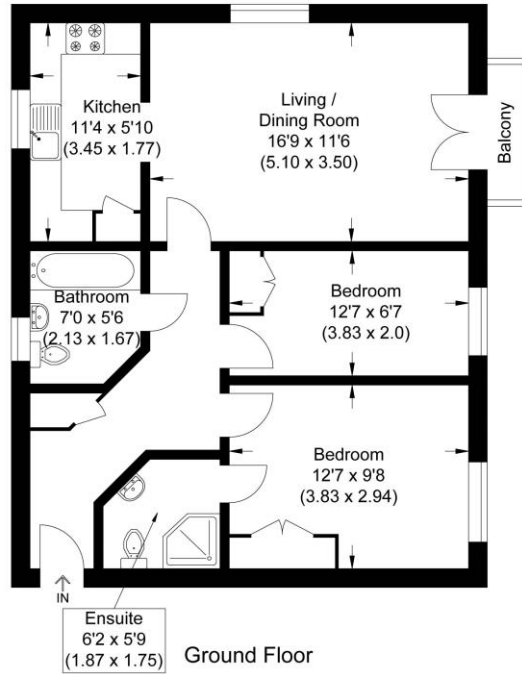 Kitchen
11'4 x 5'10
(3.45 x 1.77)
Living /
Dining Room
16'9 x 11'6
(5.10 x 3.50)
Balcony
Bathroom
7'0 x 5'6
(2.13 x 1.67)
Bedroom
12'7 x 6'7
(3.83 x 2.0)
Bedroom
12'7 x 9'8
(3.83 x 2.94)
IN
Ensuite
6'2 x 5'9
(1.87 x 1.75)
Ground Floor